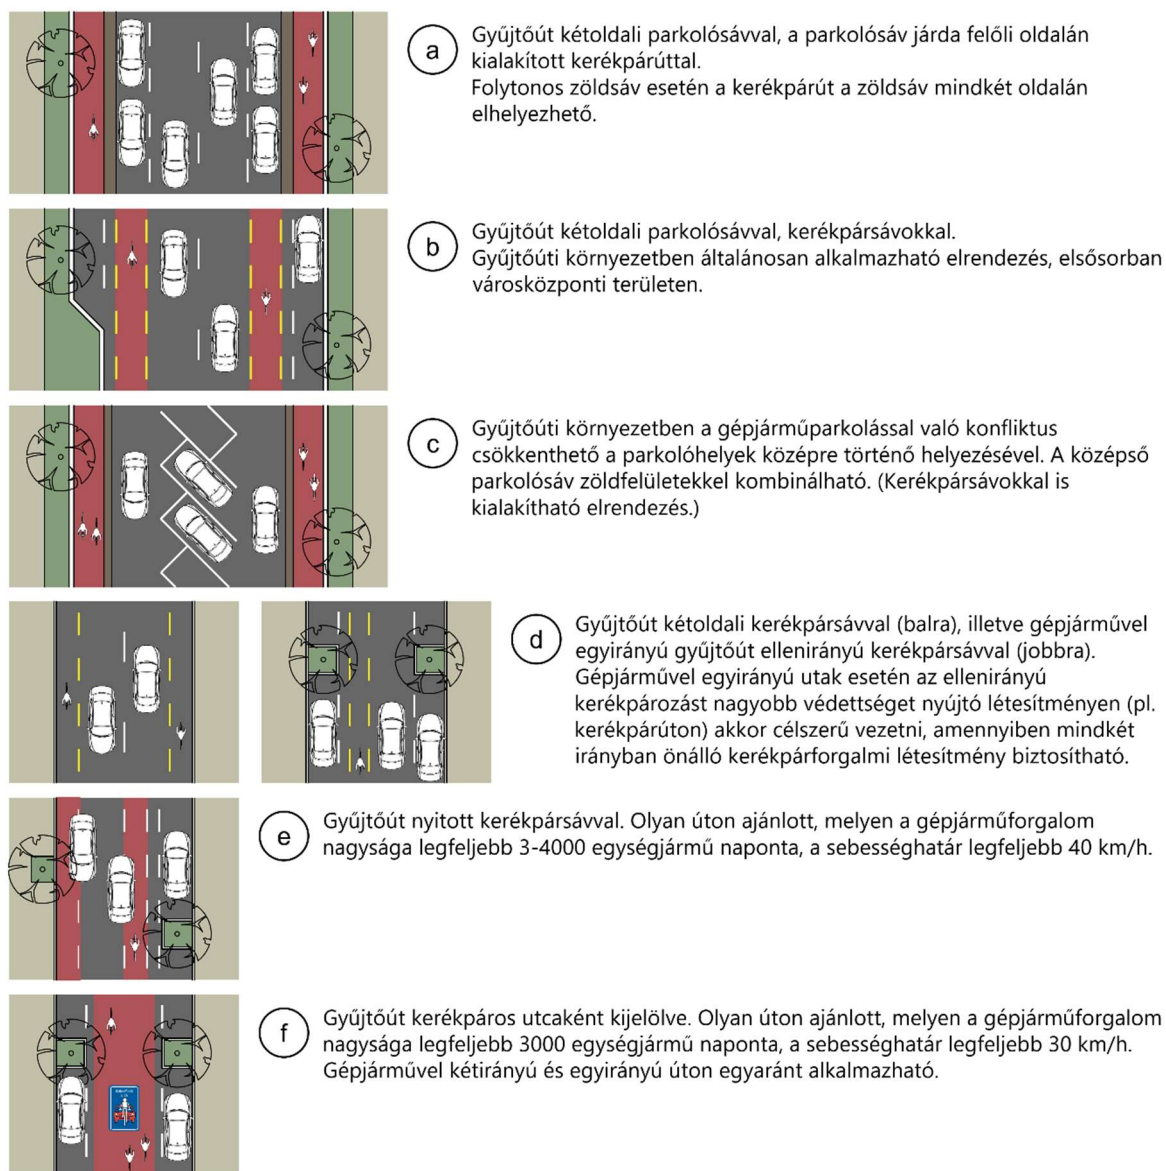 a
Gyűjtőút kétoldali parkolósávval, a parkolósáv járda felőli oldalán
kialakított kerékpárúttal.
Folytonos zöldsáv esetén a kerékpárút a zöldsáv mindkét oldalán
elhelyezhető.
b
Gyűjtőút kétoldali parkolósávval, kerékpársávokkal.
Gyűjtőúti környezetben általánosan alkalmazható elrendezés, elsősorban
városközponti területen.
c
Gyűjtőúti környezetben a gépjárműparkolással való konfliktus
csökkenthető a parkolóhelyek középre történő helyezésével. A középső
parkolósáv zöldfelületekkel kombinálható. (Kerékpársávokkal is
kialakítható elrendezés.)
d
Gyűjtőút kétoldali kerékpársávval (balra), illetve gépjárművel
egyirányú gyűjtőút ellenirányú kerékpársávval (jobbra).
Gépjárművel egyirányú utak esetén az ellenirányú
kerékpározást nagyobb védettséget nyújtó létesítményen (pl.
kerékpárúton) akkor célszerű vezetni, amennyiben mindkét
irányban önálló kerékpárforgalmi létesítmény biztosítható.
e
Gyűjtőút nyitott kerékpársávval. Olyan úton ajánlott, melyen a gépjárműforgalom
nagysága legfeljebb 3-4000 egységjármű naponta, a sebességhatár legfeljebb 40 km/h.
f
Gyűjtőút kerékpáros utcaként kijelölve. Olyan úton ajánlott, melyen a gépjárműforgalom
nagysága legfeljebb 3000 egységjármű naponta, a sebességhatár legfeljebb 30 km/h.
Gépjárművel kétirányú és egyirányú úton egyaránt alkalmazható.